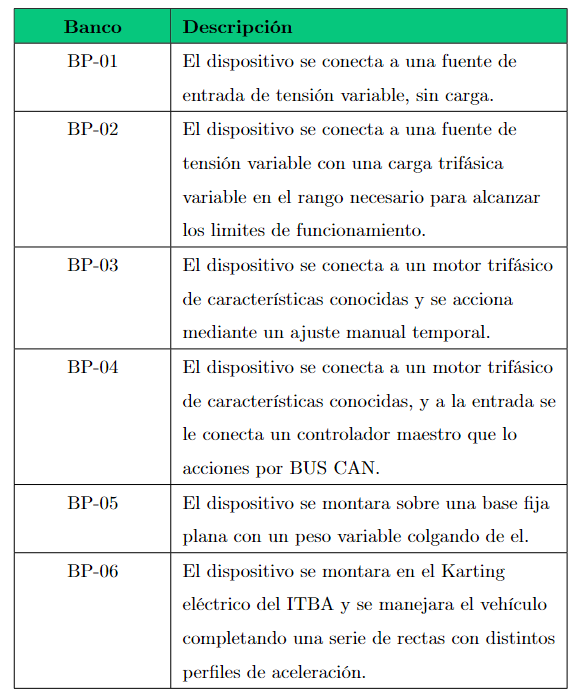 Banco Descripción
BP-01 El dispositivo se conecta a una fuente de
entrada de tensión variable, sin carga.
BP-02 El dispositivo se conecta a una fuente de
tensión variable con una carga trifásica
variable en el rango necesario para alcanzar
los limites de funcionamiento.
BP-03 El dispositivo se conecta a un motor trifásico
de características conocidas y se acciona
mediante un ajuste manual temporal.
BP-04 El dispositivo se conecta a un motor trifásico
de características conocidas, y a la entrada se
le conecta un controlador maestro que lo
acciones por BUS CAN.
BP-05 El dispositivo se montara sobre una base fija
plana con un peso variable colgando de el.
BP-06 El dispositivo se montara en el Karting
eléctrico del ITBA y se manejara el vehículo
completando una serie de rectas con distintos
perfiles de aceleración.